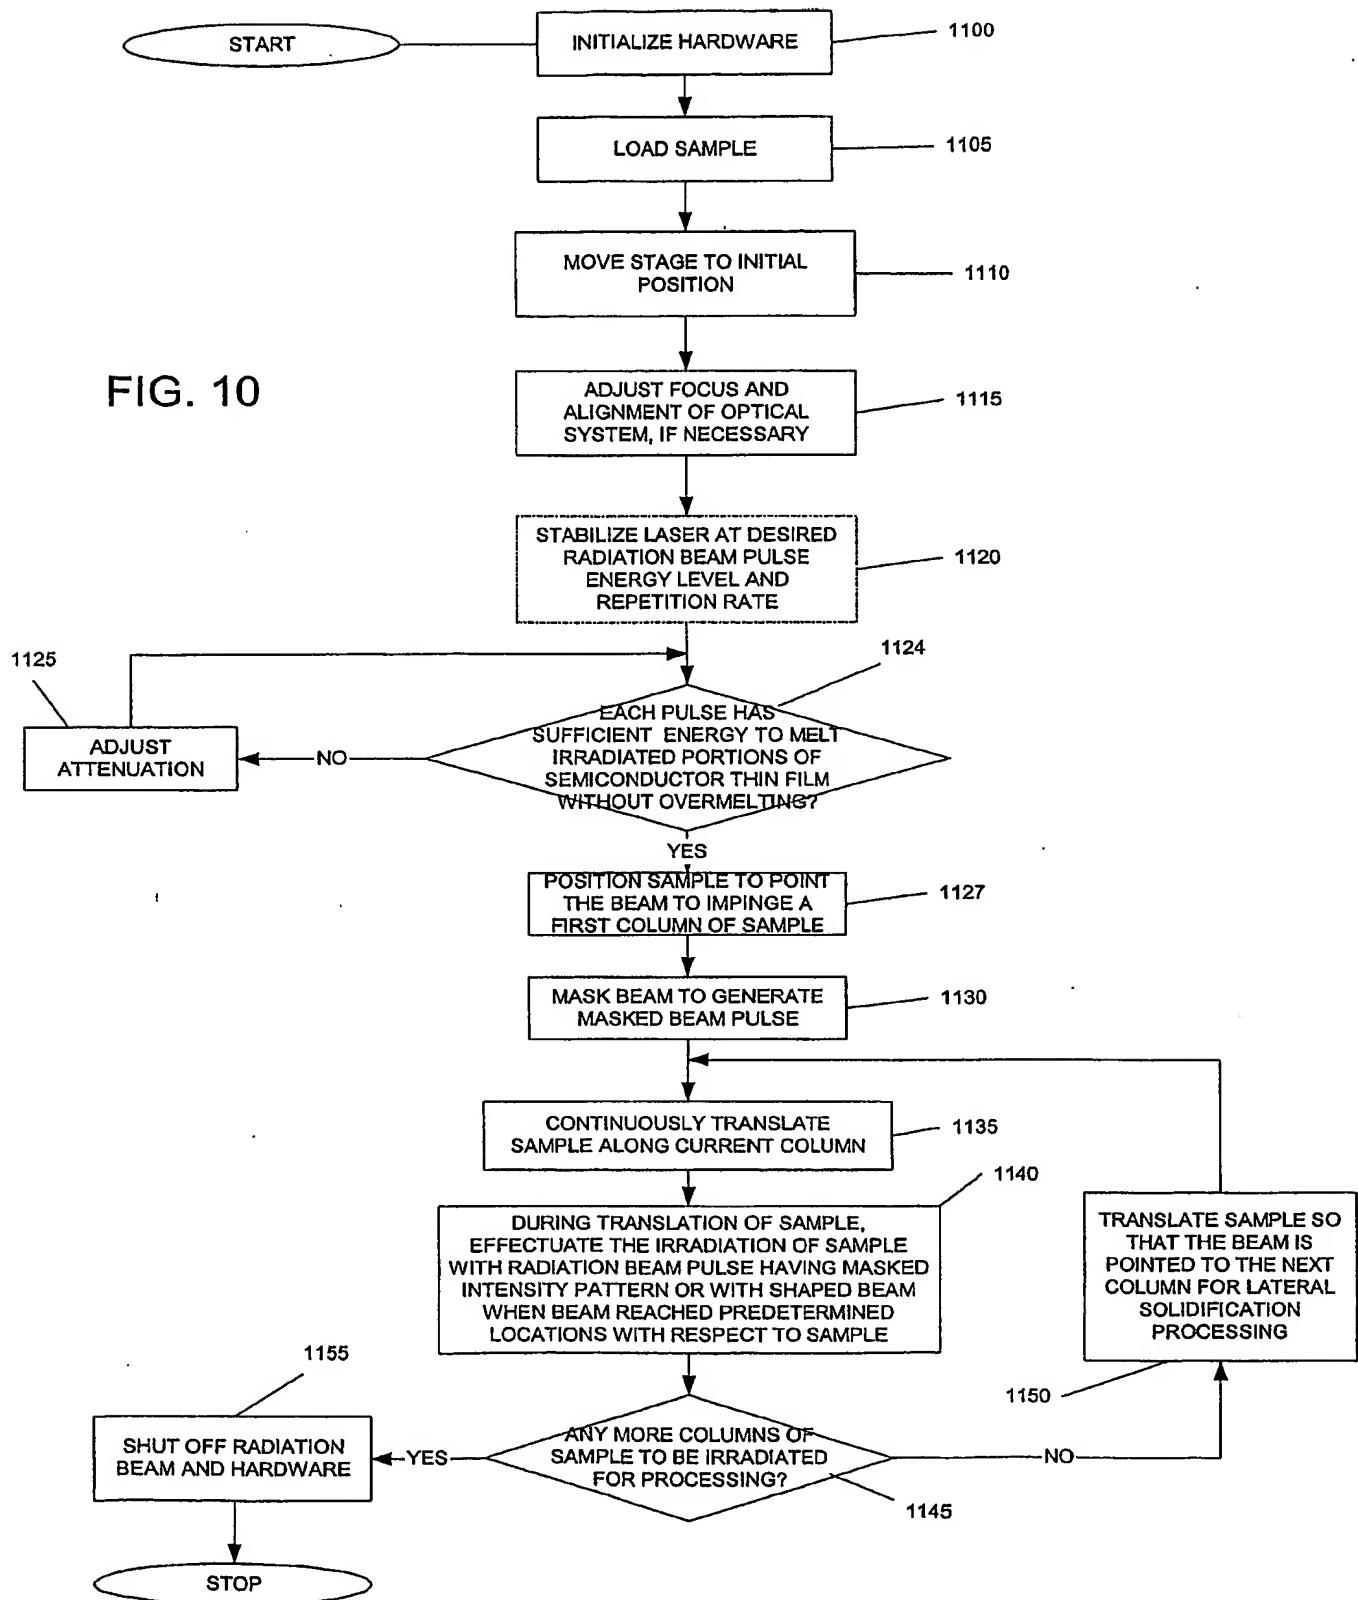 START
INITIALIZE HARDWARE
1100
LOAD SAMPLE
1105
MOVE STAGE TO INITIAL
POSITION
1110
FIG. 10
ADJUST FOCUS AND
ALIGNMENT OF OPTICAL
SYSTEM, IF NECESSARY
1115
STABILIZE LASER AT DESIRED
RADIATION BEAM PULSE
ENERGY LEVEL AND
REPETITION RATE
1120
1125
1124
ADJUST
ATTENUATION
NO
EACH PULSE HAS
SUFFICIENT ENERGY TO MELT
IRRADIATED PORTIONS OF
SEMICONDUCTOR THIN FILM
WITHOUT OVERMELTING?
YES
POSITION SAMPLE TO POINT
THE BEAM TO IMPINGE A
FIRST COLUMN OF SAMPLE
1127
MASK BEAM TO GENERATE
MASKED BEAM PULSE
1130
CONTINUOUSLY TRANSLATE
SAMPLE ALONG CURRENT COLUMN
1135
1140
DURING TRANSLATION OF SAMPLE,
EFFECTUATE THE IRRADIATION OF SAMPLE
WITH RADIATION BEAM PULSE HAVING MASKED
INTENSITY PATTERN OR WITH SHAPED BEAM
WHEN BEAM REACHED PREDETERMINED
LOCATIONS WITH RESPECT TO SAMPLE
TRANSLATE SAMPLE SO
THAT THE BEAM IS
POINTED TO THE NEXT
COLUMN FOR LATERAL
SOLIDIFICATION
PROCESSING
1150
1155
SHUT OFF RADIATION
BEAM AND HARDWARE
YES
ANY MORE COLUMNS OF
SAMPLE TO BE IRRADIATED
FOR PROCESSING?
NO
1145
STOP